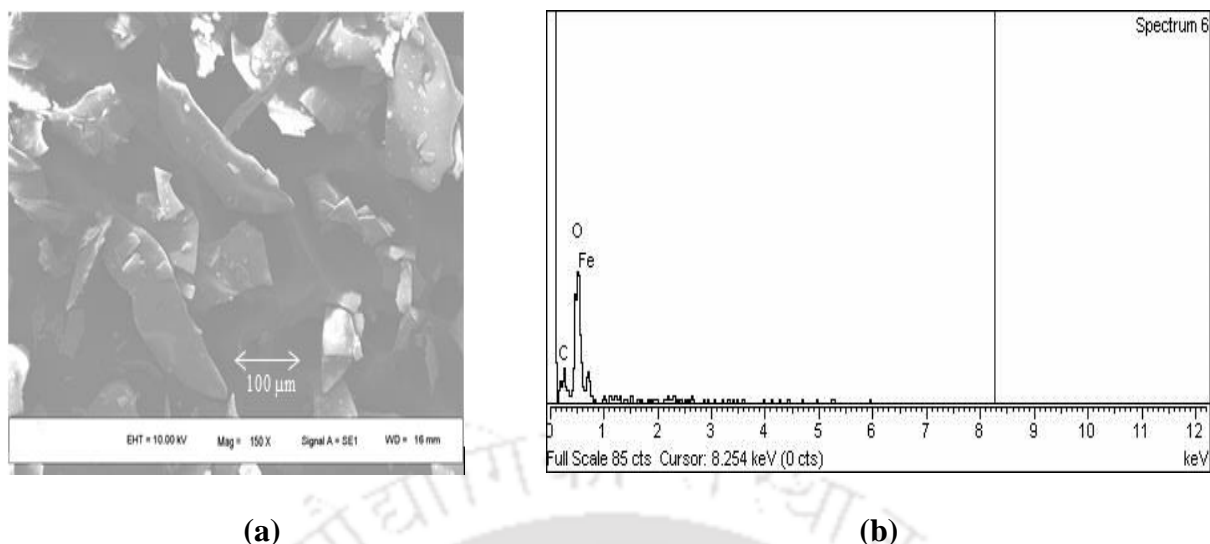 100 µm
EHT = 10.00 kV Mag = 150 X Signal A = SE1 WD = 16 mm
(a)
Spectrum 6
O
Fe
C
0 1 2 3 4 5 6 7 8 9 10 11 12
Full Scale 85 cts Cursor: 8.254 keV (0 cts) keV
(b)